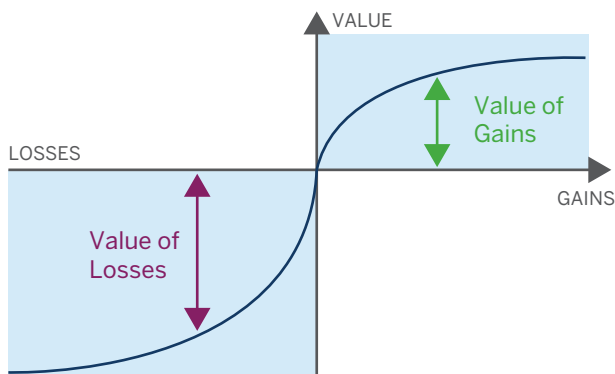 VALUE
Value of
Gains
LOSSES
GAINS
Value of
Losses